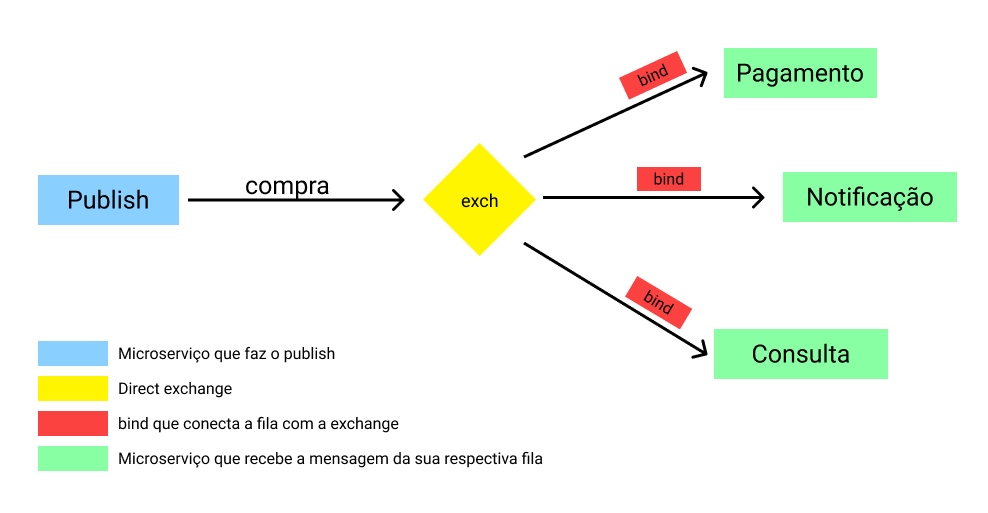 bind
Pagamento
Publish
compra
exch
bind
Notificação
bind
Consulta
Microserviço que faz o publish
Direct exchange
bind que conecta a fila com a exchange
Microserviço que recebe a mensagem da sua respectiva fila